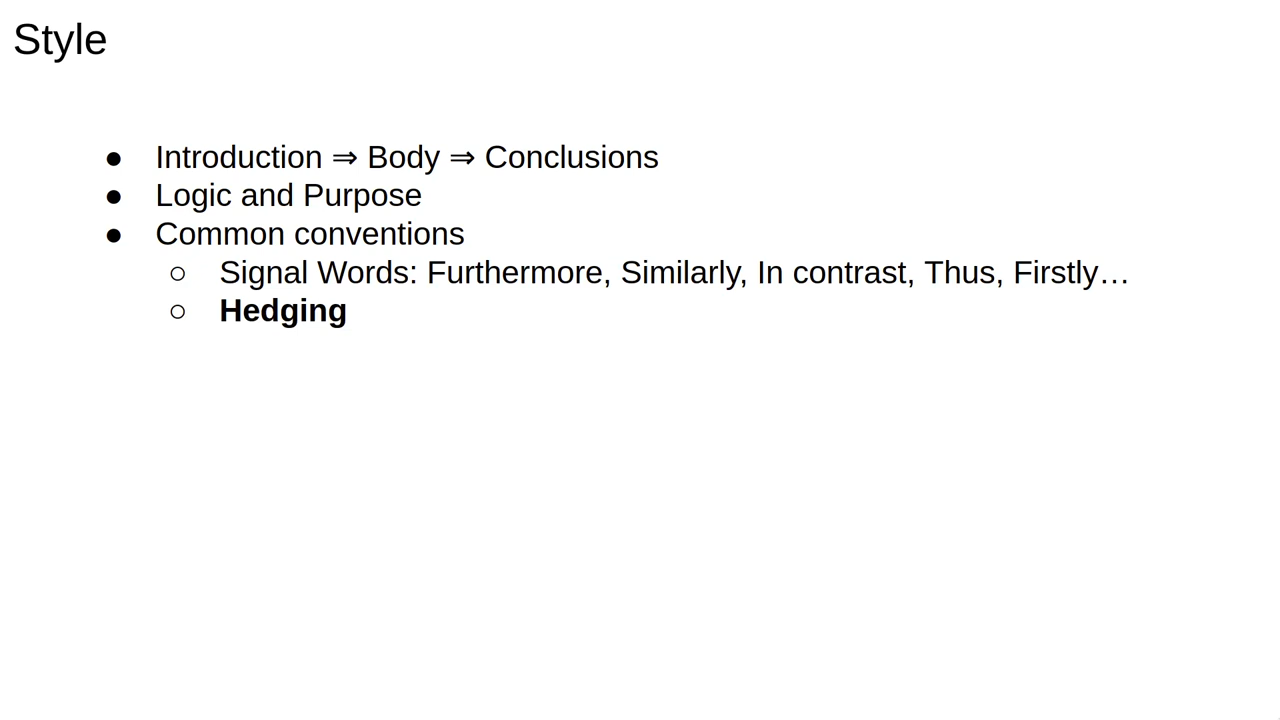 Style
● Introduction ⇒ Body ⇒ Conclusions
● Logic and Purpose
● Common conventions
○ Signal Words: Furthermore, Similarly, In contrast, Thus, Firstly…
○ Hedging